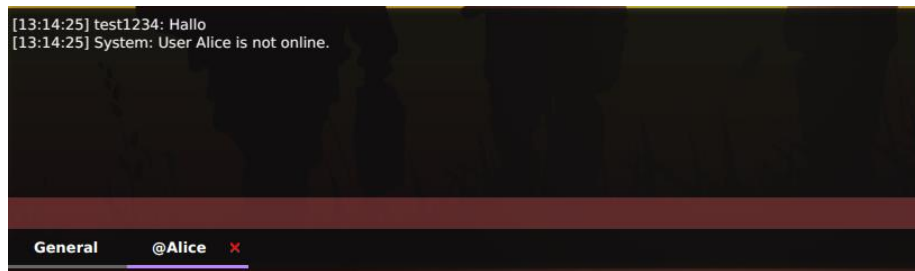 [13:14:25] test1234: Hallo
[13:14:25] System: User Alice is not online.
General @Alice ×